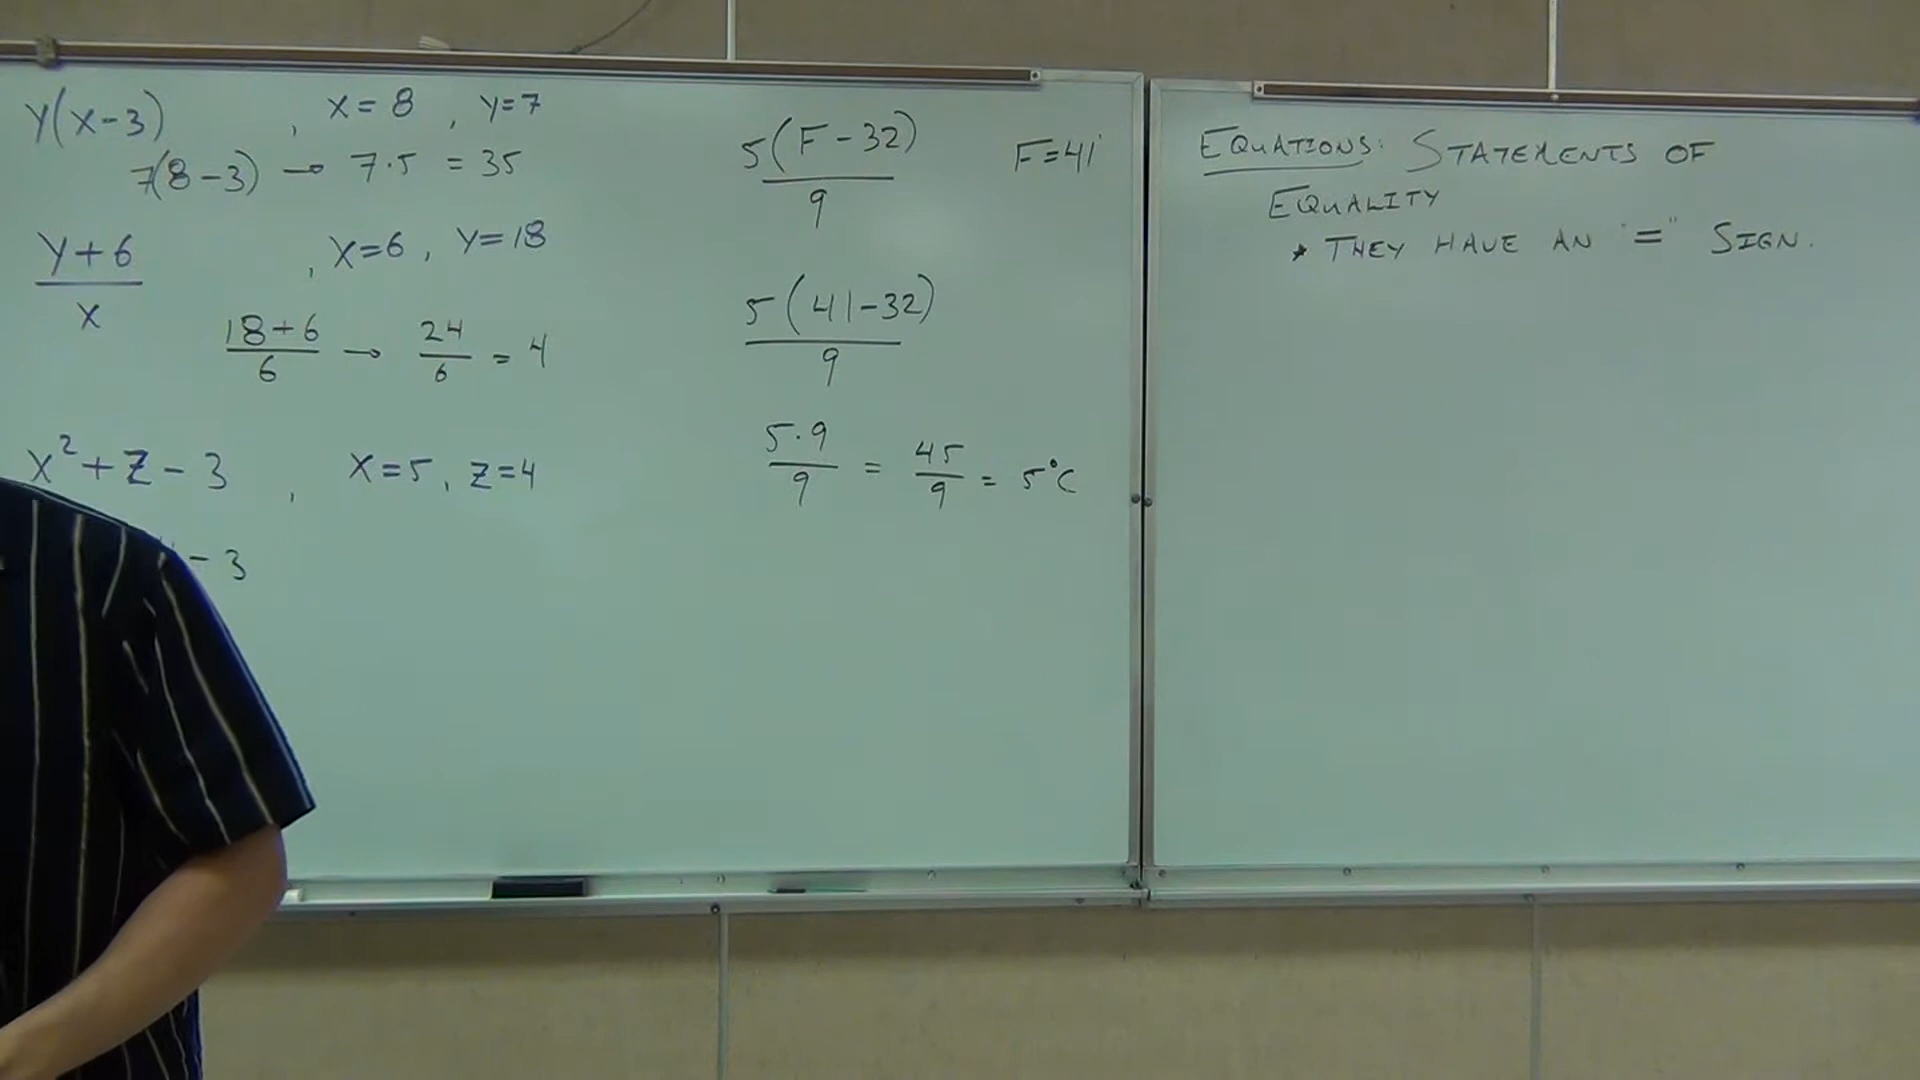 y(x-3) , x=8 , y=7
7(8-3) → 7·5 = 35
y+6 , x=6, y=18
x
18+6 → 24 = 4
6 6
x²+z-3 , x=5, z=4
-3
5(F-32) F=41°
9
5(41-32)
9
5·9 = 45 = 5°C
9 9
EQUATIONS: STATEMENTS OF
EQUALITY
* THEY HAVE AN "=" SIGN.